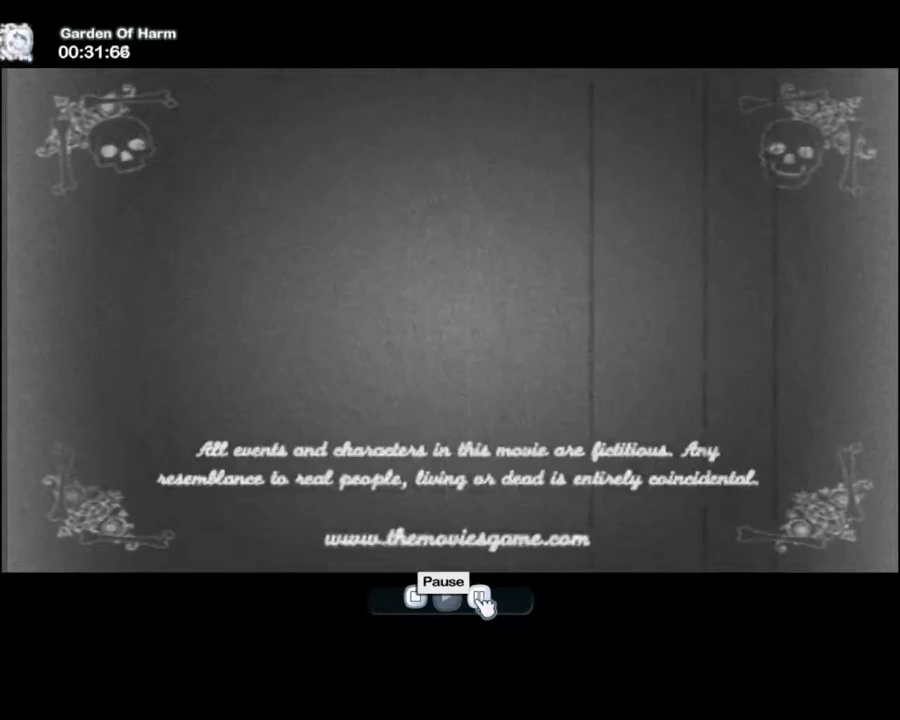 Garden Of Harm
00:31:66
All events and characters in this movie are fictitious. Any
resemblance to real people, living or dead is entirely coincidental.
www.themoviesgame.com
Pause